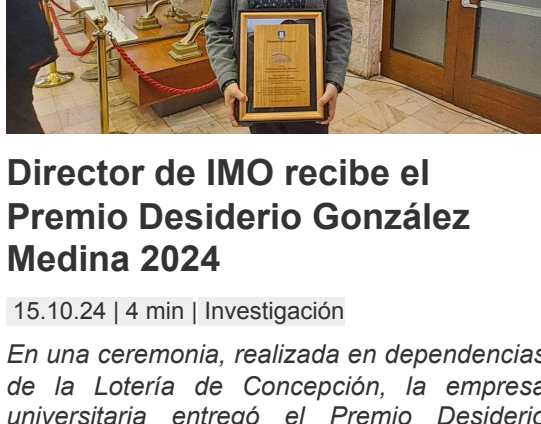 Director de IMO recibe el
Premio Desiderio González
Medina 2024
15.10.24 | 4 min | Investigación
En una ceremonia, realizada en dependencias
de la Lotería de Concepción, la empresa
universitaria entregó el Premio Desiderio